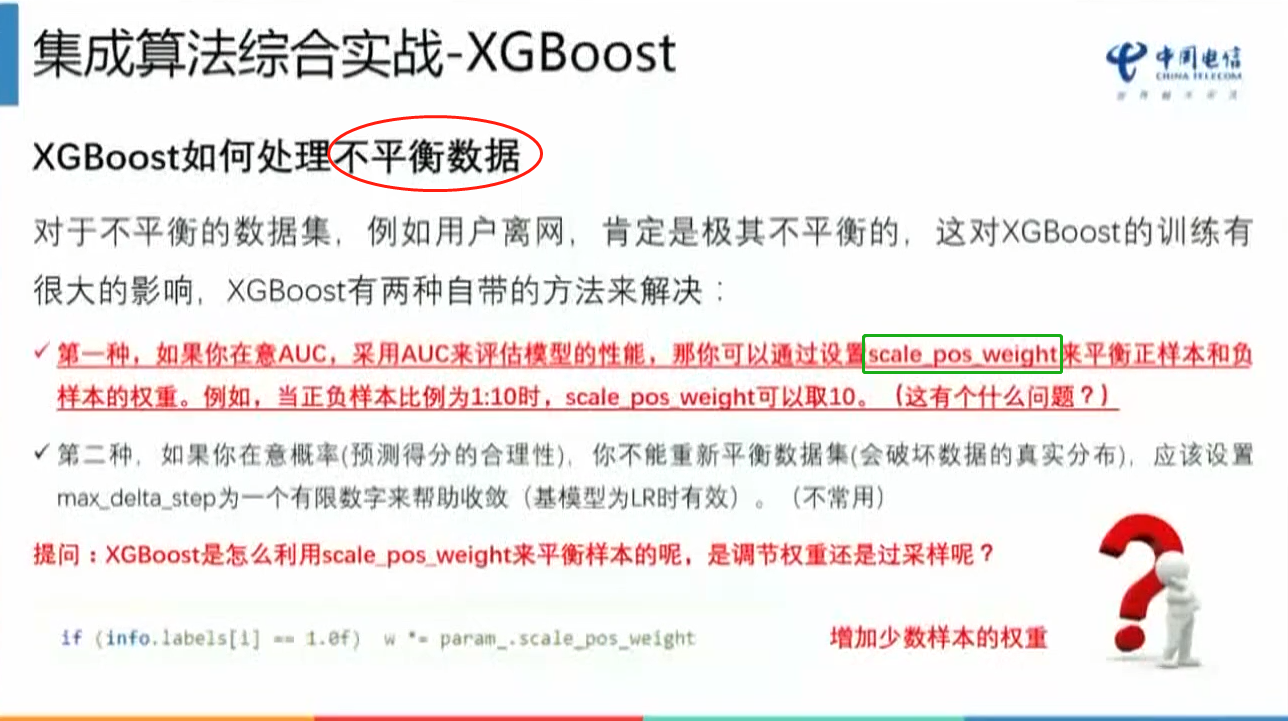 集成算法综合实战-XGBoost
中国电信
CHINA TELECOM
XGBoost如何处理不平衡数据
对于不平衡的数据集，例如用户离网，肯定是极其不平衡的，这对XGBoost的训练有
很大的影响，XGBoost有两种自带的方法来解决：
✓ 第一种，如果你在意AUC，采用AUC来评估模型的性能，那你可以通过设置scale_pos_weight来平衡正样本和负
样本的权重。例如，当正负样本比例为1:10时，scale_pos_weight可以取10。（这有个什么问题？）
✓ 第二种，如果你在意概率(预测得分的合理性)，你不能重新平衡数据集(会破坏数据的真实分布)，应该设置
max_delta_step为一个有限数字来帮助收敛（基模型为LR时有效）。（不常用）
提问：XGBoost是怎么利用scale_pos_weight来平衡样本的呢，是调节权重还是过采样呢？
if (info.labels[i] == 1.0f) w *= param_.scale_pos_weight
增加少数样本的权重